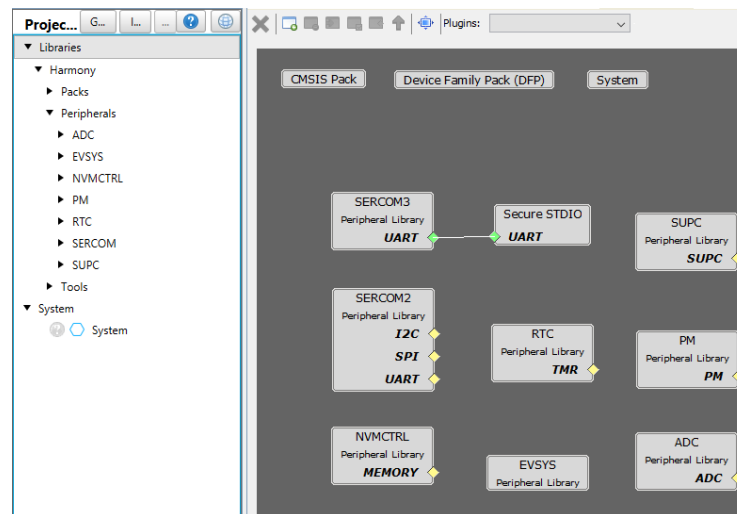 Projec...
G...
I...
...
?
Plugins:
Libraries
Harmony
Packs
Peripherals
ADC
EVSYS
NVMCTRL
PM
RTC
SERCOM
SUPC
Tools
System
System
CMSIS Pack
Device Family Pack (DFP)
System
SERCOM3
Peripheral Library
UART
Secure STDIO
UART
SUPC
Peripheral Library
SUPC
SERCOM2
Peripheral Library
I2C
SPI
UART
RTC
Peripheral Library
TMR
PM
Peripheral Library
PM
NVMCTRL
Peripheral Library
MEMORY
EVSYS
Peripheral Library
ADC
Peripheral Library
ADC